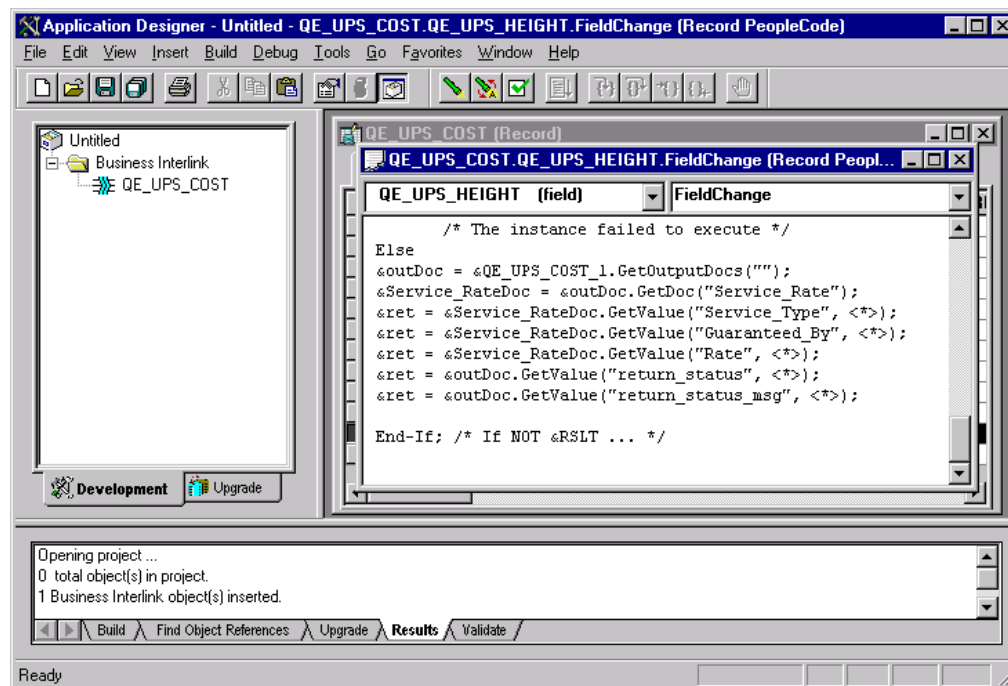 Application Designer - Untitled - QE_UPS_COST.QE_UPS_HEIGHT.FieldChange (Record PeopleCode)
File Edit View Insert Build Debug Tools Go Favorites Window Help
Untitled
Business Interlink
QE_UPS_COST
Development
Upgrade
QE_UPS_COST (Record)
QE_UPS_COST.QE_UPS_HEIGHT.FieldChange (Record Peopl...
QE_UPS_HEIGHT (field)
FieldChange
/* The instance failed to execute */
Else
&outDoc = &QE_UPS_COST_1.GetOutputDocs("");
&Service_RateDoc = &outDoc.GetDoc("Service_Rate");
&ret = &Service_RateDoc.GetValue("Service_Type", <*>);
&ret = &Service_RateDoc.GetValue("Guaranteed_By", <*>);
&ret = &Service_RateDoc.GetValue("Rate", <*>);
&ret = &outDoc.GetValue("return_status", <*>);
&ret = &outDoc.GetValue("return_status_msg", <*>);
End-If; /* If NOT &RSLT ... */
Opening project ...
0 total object(s) in project.
1 Business Interlink object(s) inserted.
Build Find Object References Upgrade Results Validate
Ready